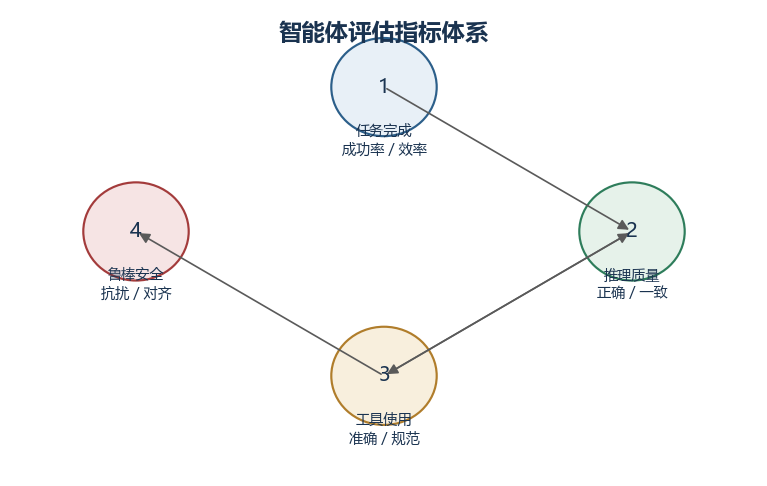 智能体评估指标体系
1
任务完成
成功率 / 效率
4
鲁棒安全
抗扰 / 对齐
2
推理质量
正确 / 一致
3
工具使用
准确 / 规范